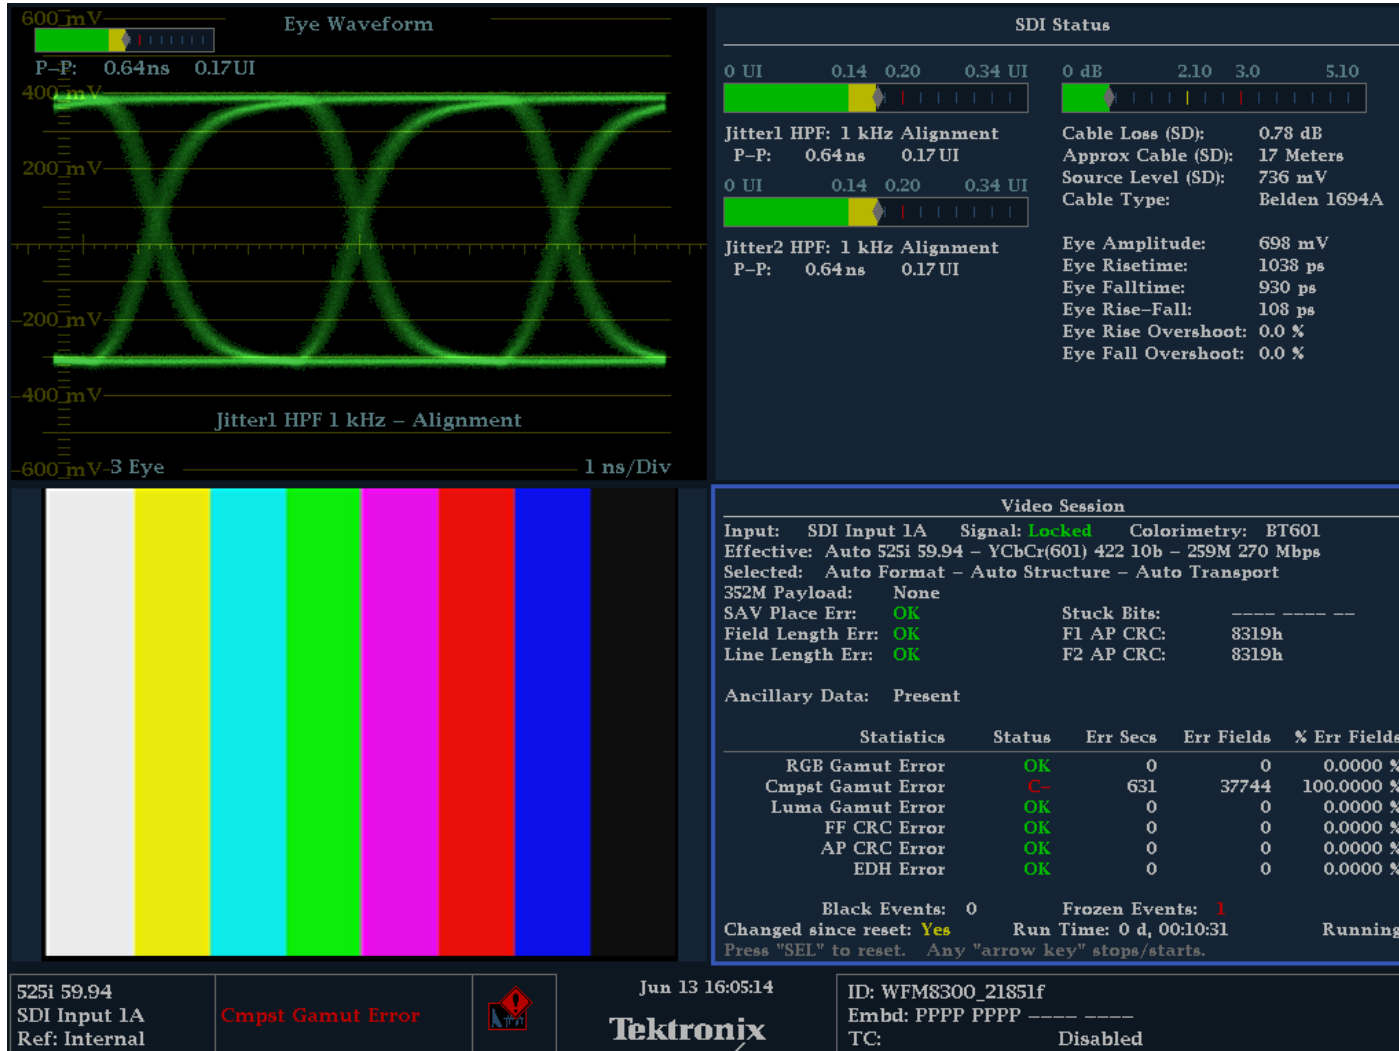 Eye Waveform
600 mV
P-P: 0.64ns 0.17UI
400 mV
200 mV
-200 mV
-400 mV
Jitter1 HPF 1 kHz - Alignment
-600 mV
3 Eye
1 ns/Div
SDI Status
0 UI 0.14 0.20 0.34 UI
Jitter1 HPF: 1 kHz Alignment
P-P: 0.64ns 0.17UI
0 UI 0.14 0.20 0.34 UI
Jitter2 HPF: 1 kHz Alignment
P-P: 0.64ns 0.17UI
0 dB 2.10 3.0 5.10
Cable Loss (SD): 0.78 dB
Approx Cable (SD): 17 Meters
Source Level (SD): 736 mV
Cable Type: Belden 1694A
Eye Amplitude: 698 mV
Eye Risetime: 1038 ps
Eye Falltime: 930 ps
Eye Rise-Fall: 108 ps
Eye Rise Overshoot: 0.0 %
Eye Fall Overshoot: 0.0 %
Video Session
Input: SDI Input 1A Signal: Locked Colorimetry: BT601
Effective: Auto 525i 59.94 - YCbCr(601) 422 10b - 259M 270 Mbps
Selected: Auto Format - Auto Structure - Auto Transport
352M Payload: None
SAV Place Err: OK Stuck Bits: ---- ---- --
Field Length Err: OK F1 AP CRC: 8319h
Line Length Err: OK F2 AP CRC: 8319h
Ancillary Data: Present
Statistics Status Err Secs Err Fields % Err Fields
RGB Gamut Error OK 0 0 0.0000 %
Cmpst Gamut Error C- 631 37744 100.0000 %
Luma Gamut Error OK 0 0 0.0000 %
FF CRC Error OK 0 0 0.0000 %
AP CRC Error OK 0 0 0.0000 %
EDH Error OK 0 0 0.0000 %
Black Events: 0 Frozen Events: 1
Changed since reset: Yes Run Time: 0 d, 00:10:31 Running
Press "SEL" to reset. Any "arrow key" stops/starts.
525i 59.94
SDI Input 1A
Ref: Internal
Cmpst Gamut Error
Jun 13 16:05:14
Tektronix
ID: WFM8300_21851f
Embd: PPPP PPPP ---- ----
TC: Disabled